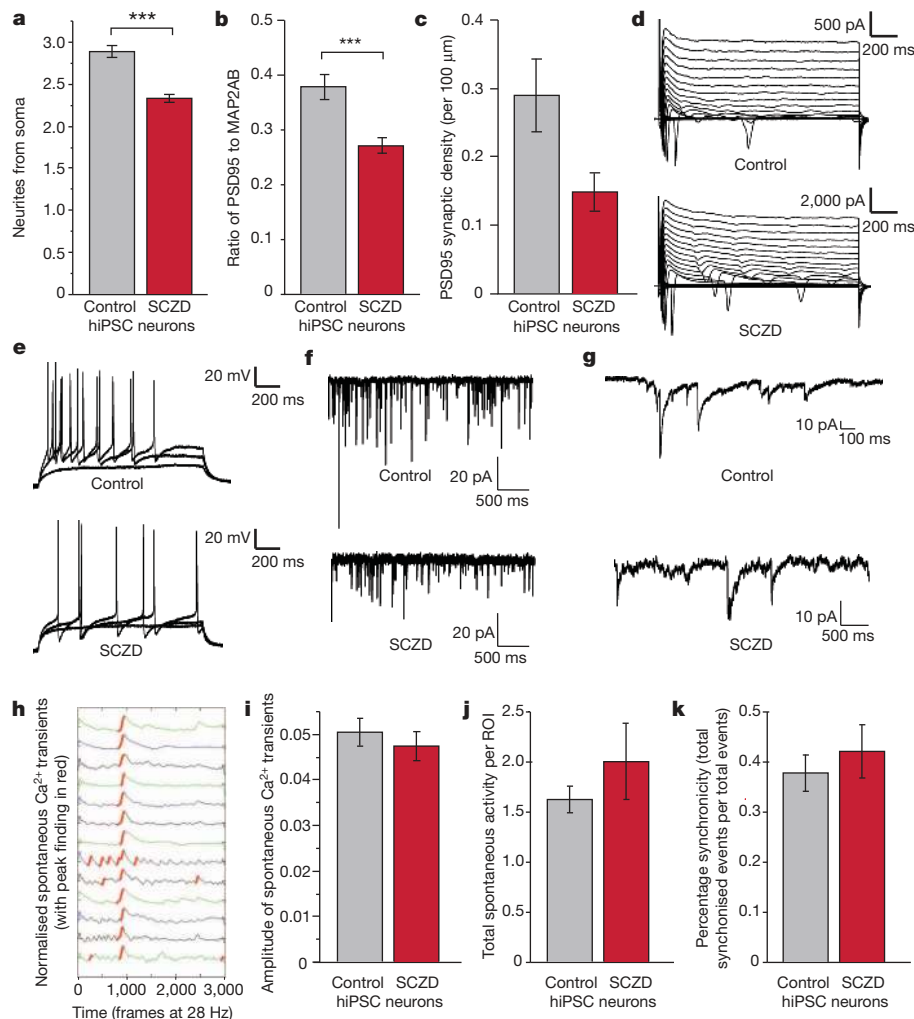 a
***
Neurites from soma
3.0
2.5
2.0
1.5
1.0
0.5
0
Control
SCZD
hiPSC neurons
b
***
Ratio of PSD95 to MAP2AB
0.4
0.3
0.2
0.1
0
Control
SCZD
hiPSC neurons
c
PSD95 synaptic density (per 100 μm)
0.4
0.3
0.2
0.1
0
Control
SCZD
hiPSC neurons
d
500 pA
200 ms
Control
2,000 pA
200 ms
SCZD
e
20 mV
200 ms
Control
20 mV
200 ms
SCZD
f
Control
20 pA
500 ms
SCZD
20 pA
500 ms
g
10 pA
100 ms
Control
10 pA
500 ms
SCZD
h
Normalised spontaneous Ca²⁺ transients
(with peak finding in red)
0
1,000
2,000
3,000
Time (frames at 28 Hz)
i
Amplitude of spontaneous Ca²⁺ transients
0.05
0.04
0.03
0.02
0.01
0
Control
SCZD
hiPSC neurons
j
Total spontaneous activity per ROI
2.5
2.0
1.5
1.0
0.5
0
Control
SCZD
hiPSC neurons
k
Percentage synchronicity (total
synchonised events per total events)
0.5
0.4
0.3
0.2
0.1
0
Control
SCZD
hiPSC neurons